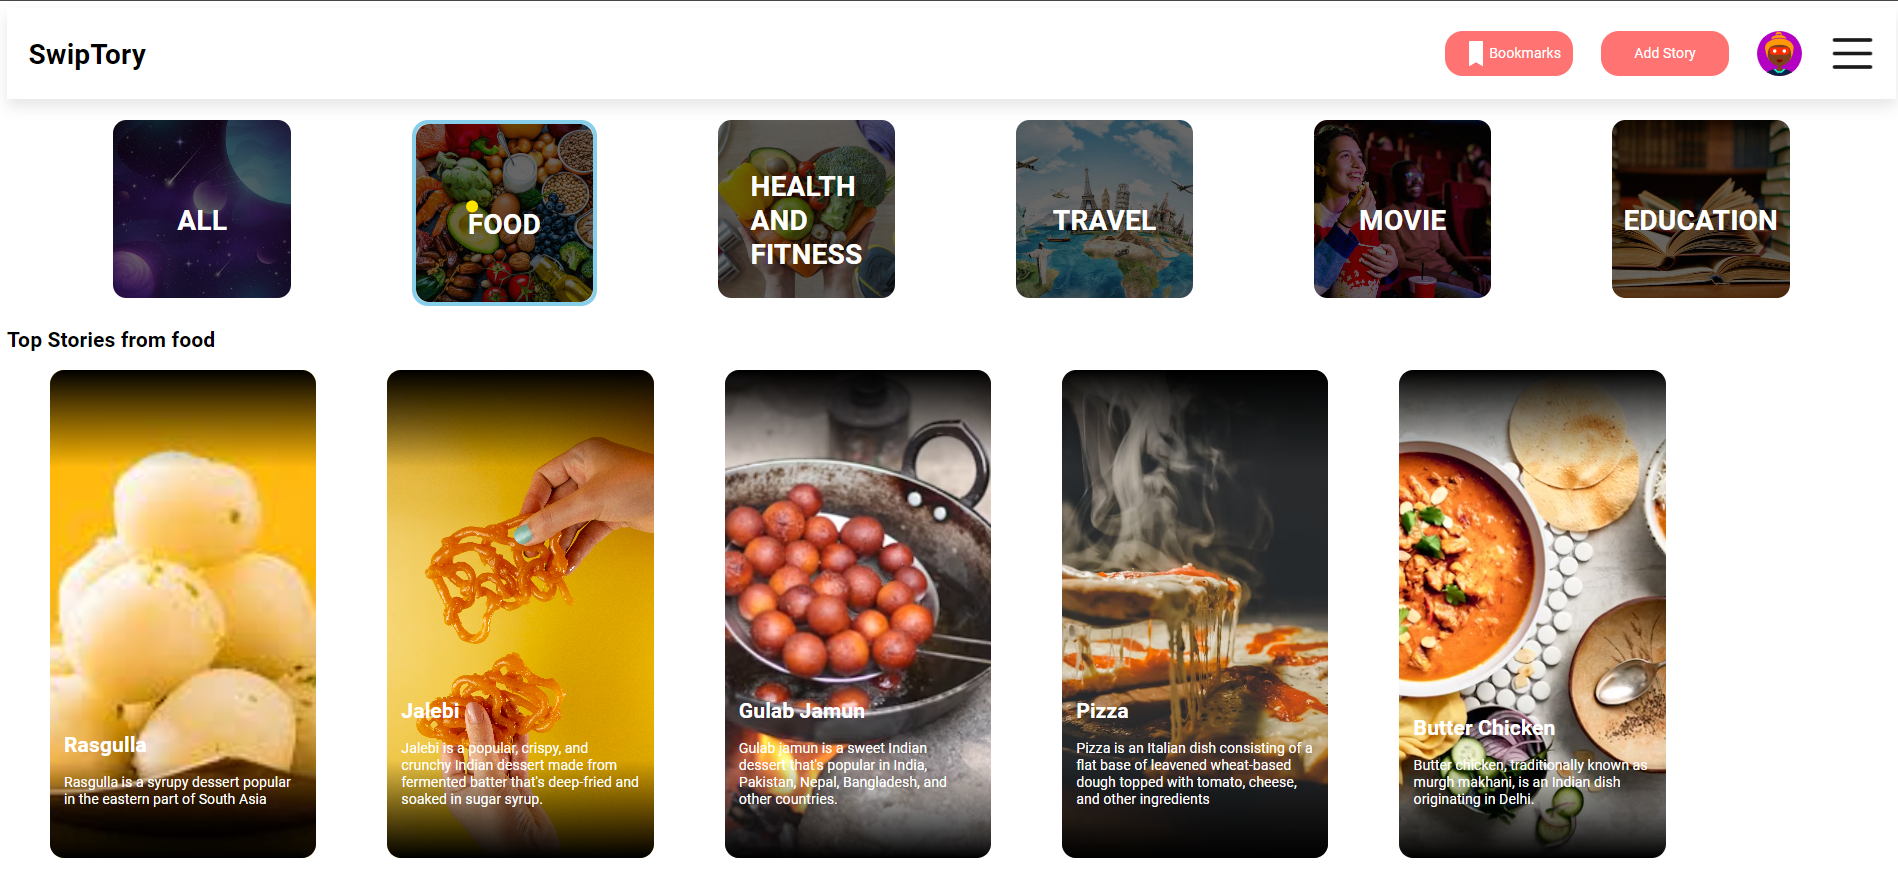 SwipTory
Bookmarks
Add Story
ALL
FOOD
HEALTH
AND
FITNESS
TRAVEL
MOVIE
EDUCATION
Top Stories from food
Rasgulla
Rasgulla is a syrupy dessert popular
in the eastern part of South Asia
Jalebi
Jalebi is a popular, crispy, and
crunchy Indian dessert made from
fermented batter that's deep-fried and
soaked in sugar syrup.
Gulab Jamun
Gulab jamun is a sweet Indian
dessert that's popular in India,
Pakistan, Nepal, Bangladesh, and
other countries.
Pizza
Pizza is an Italian dish consisting of a
flat base of leavened wheat-based
dough topped with tomato, cheese,
and other ingredients
Butter Chicken
Butter chicken, traditionally known as
murgh makhani, is an Indian dish
originating in Delhi.